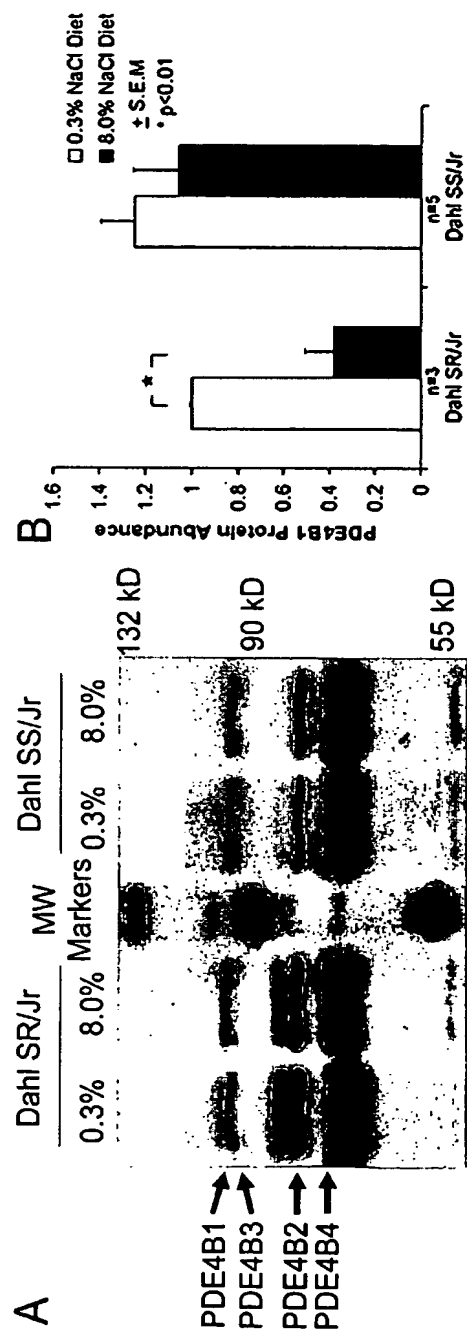 A
Dahl SR/Jr
MW
Dahl SS/Jr
0.3%
8.0%
Markers
0.3%
8.0%
PDE4B1
PDE4B3
PDE4B2
PDE4B4
132 kD
90 kD
55 kD
B
PDE4B1 Protein Abundance
1.6
1.4
1.2
1
0.8
0.6
0.4
0.2
0
*
n=3
Dahl SR/Jr
n=5
Dahl SS/Jr
0.3% NaCl Diet
8.0% NaCl Diet
± S.E.M
* p<0.01